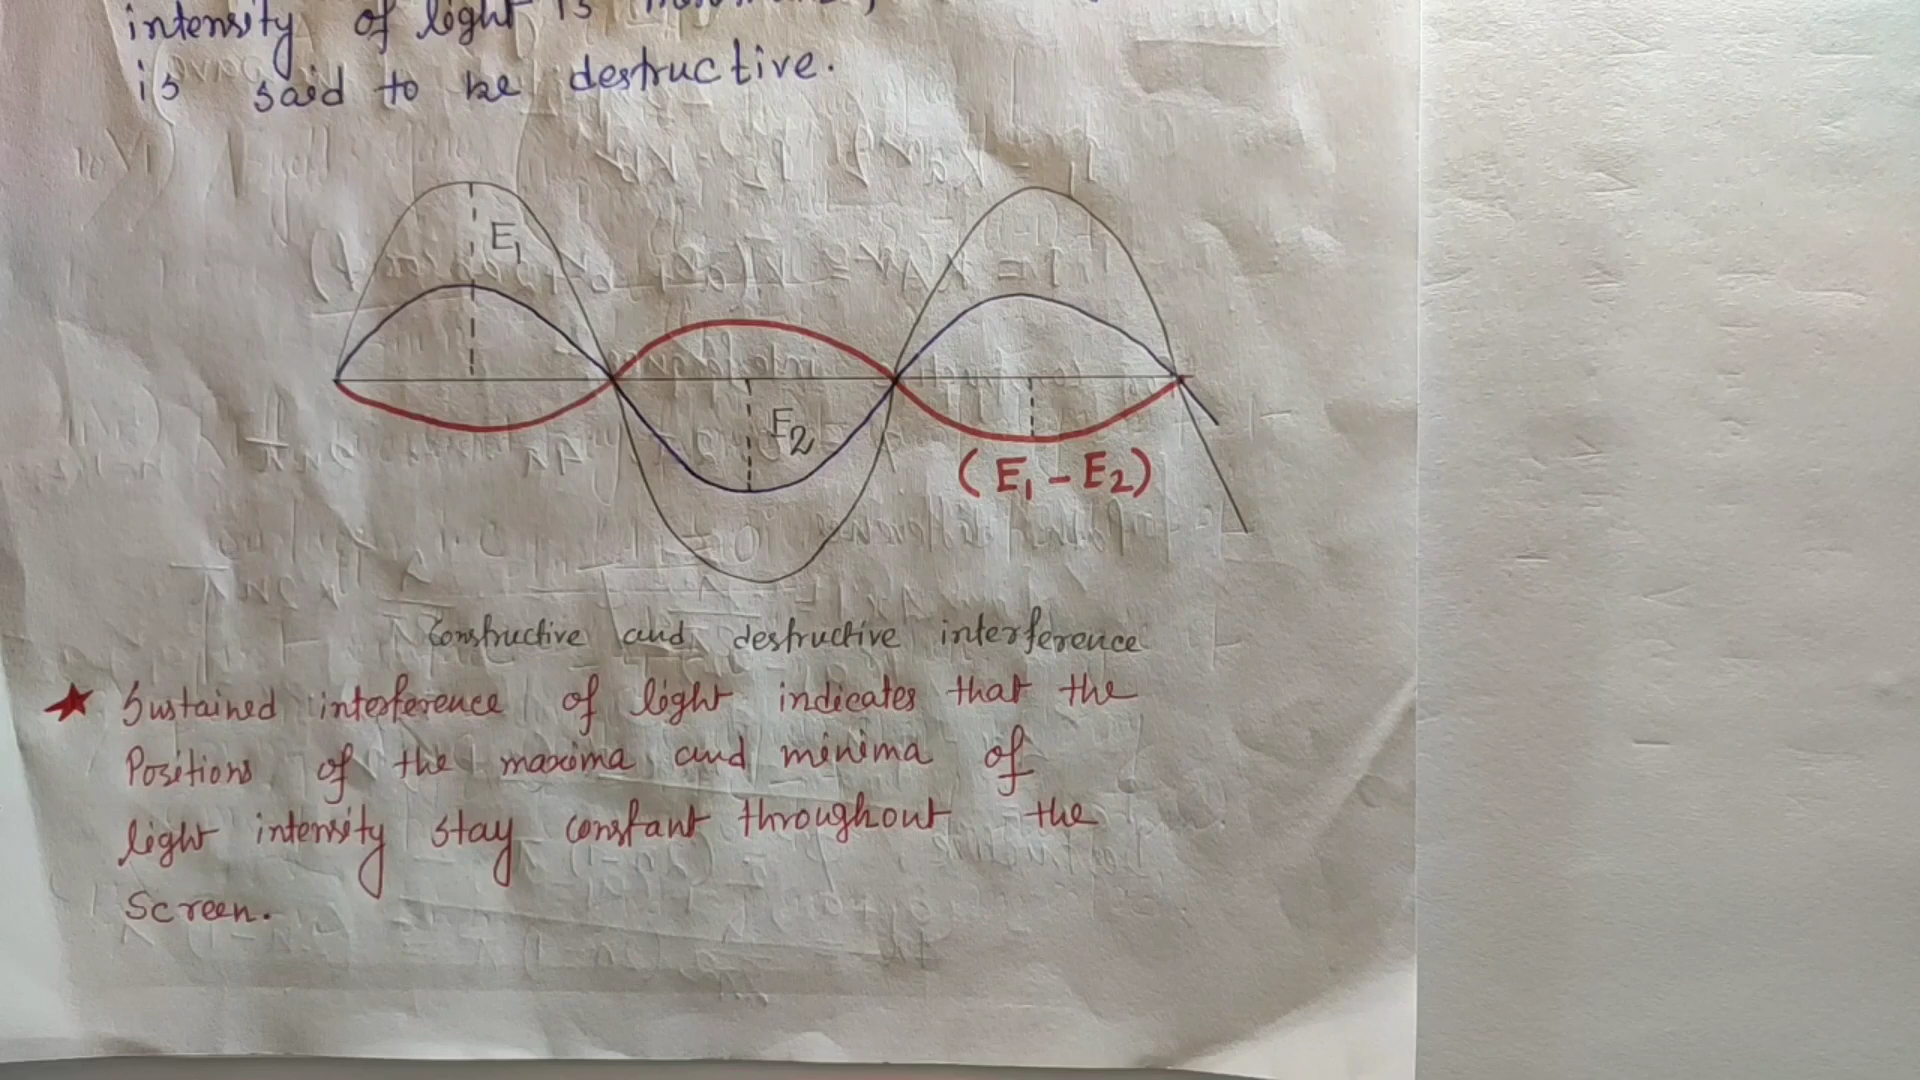 intensity of light is
is said to be destructive.
E1
E2
(E1 - E2)
Constructive and destructive interference
★ Sustained interference of light indicates that the
Positions of the maxima and minima of
light intensity stay constant throughout the
Screen.